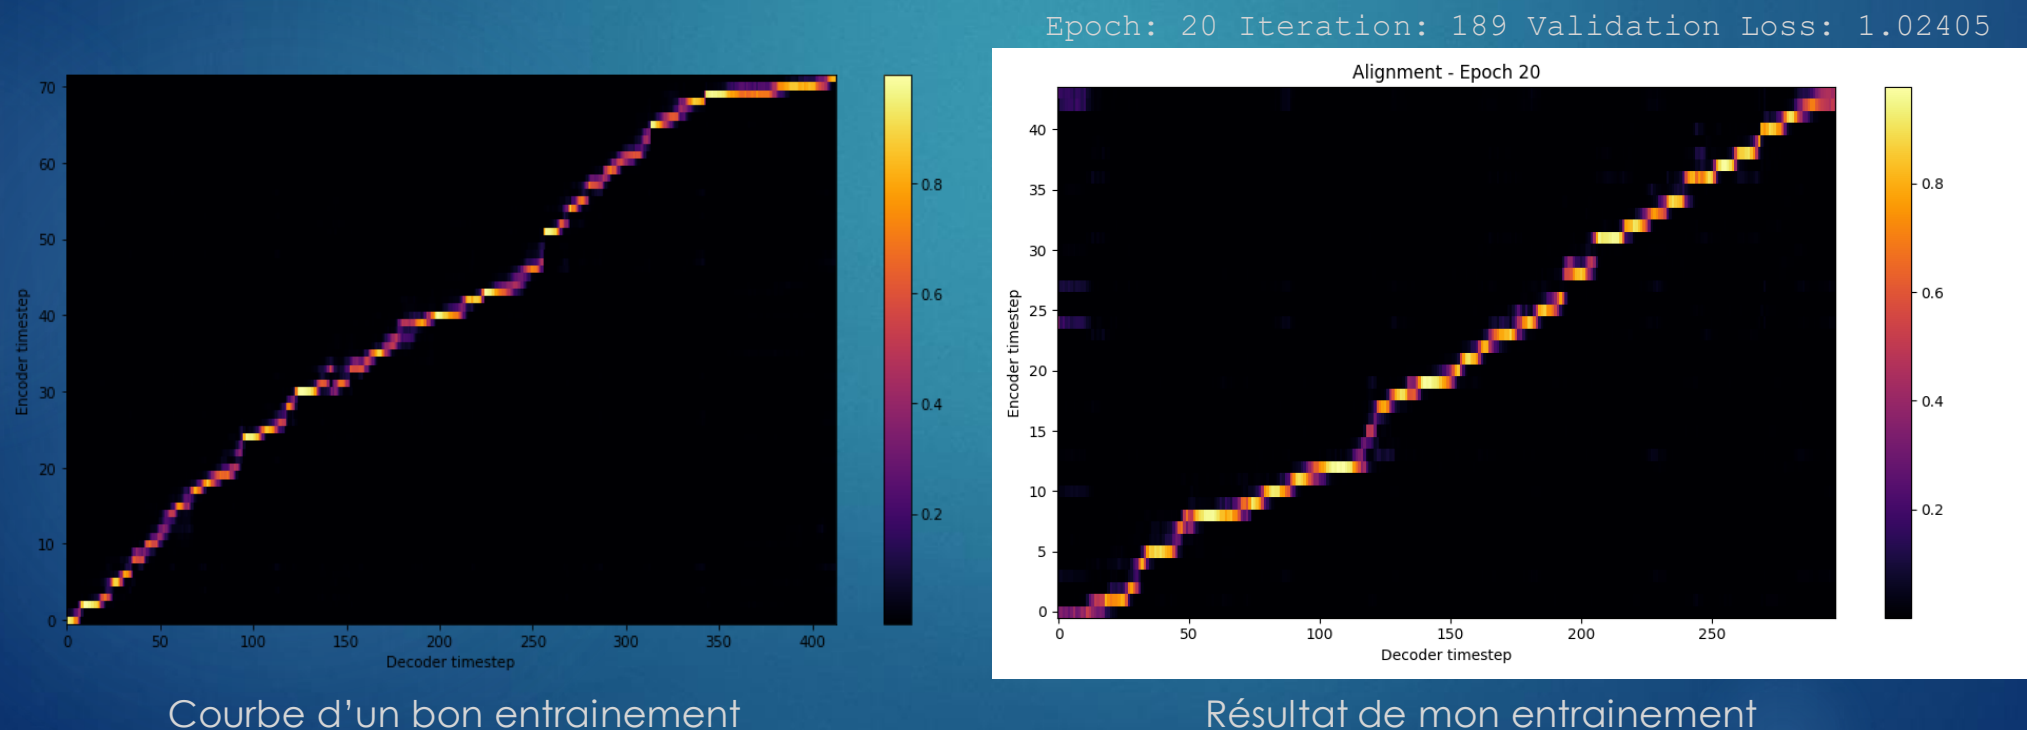 Epoch: 20 Iteration: 189 Validation Loss: 1.02405
70
60
50
40
30
20
10
0
Encoder timestep
0 50 100 150 200 250 300 350 400
Decoder timestep
0.8
0.6
0.4
0.2
Courbe d’un bon entrainement
Alignment - Epoch 20
40
35
30
25
20
15
10
5
0
Encoder timestep
0 50 100 150 200 250
Decoder timestep
0.8
0.6
0.4
0.2
Résultat de mon entrainement